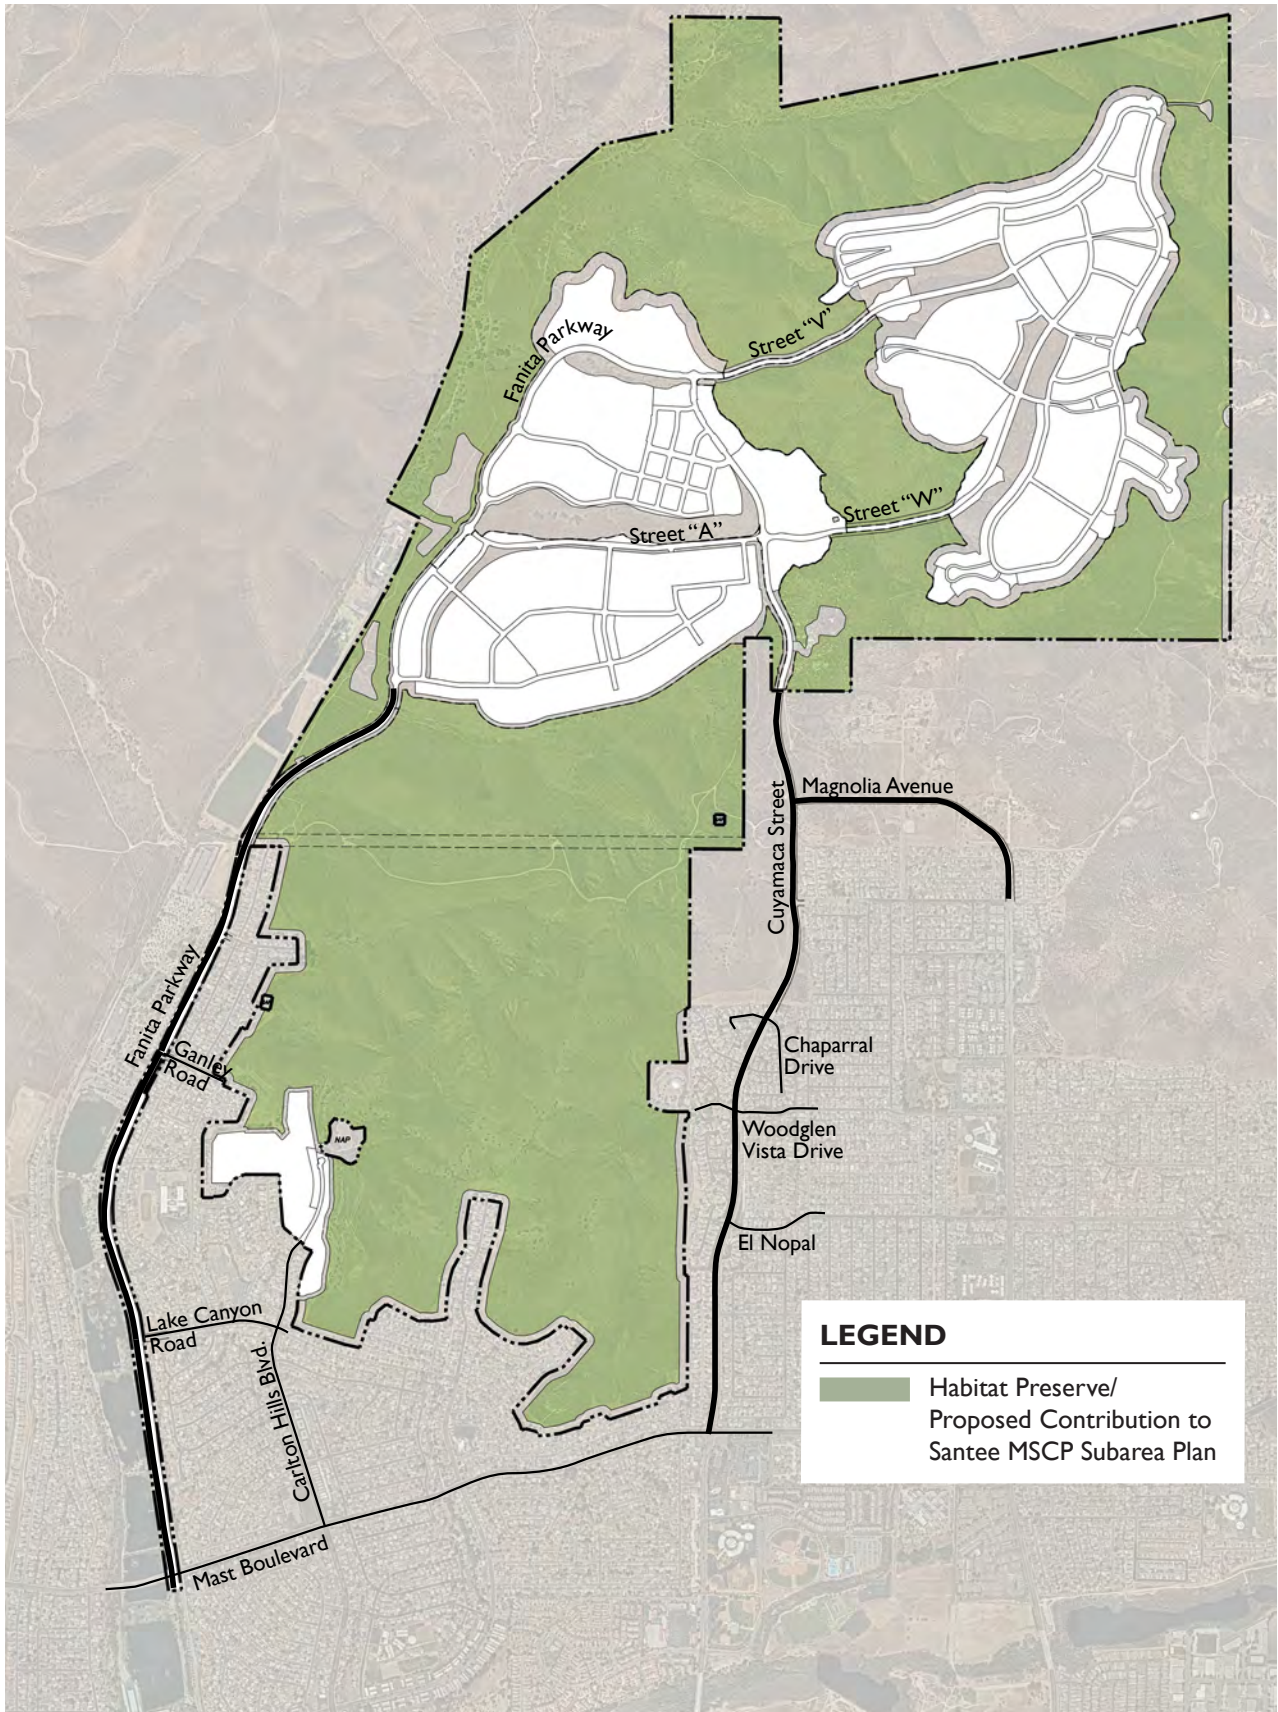 Fanita Parkway
Street “V”
Street “W”
Street “A”
Magnolia Avenue
Cuyamaca Street
Fanita Parkway
Ganley
Road
Chaparral
Drive
NAP
Woodglen
Vista Drive
El Nopal
Lake Canyon
Road
Carlton Hills Blvd.
Mast Boulevard
LEGEND
Habitat Preserve/
Proposed Contribution to
Santee MSCP Subarea Plan